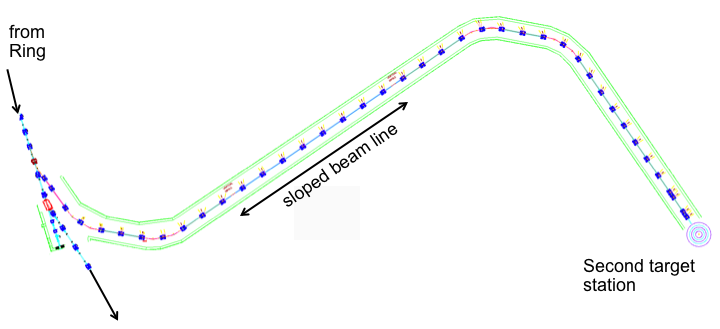 from
Ring
sloped beam line
Second target
station